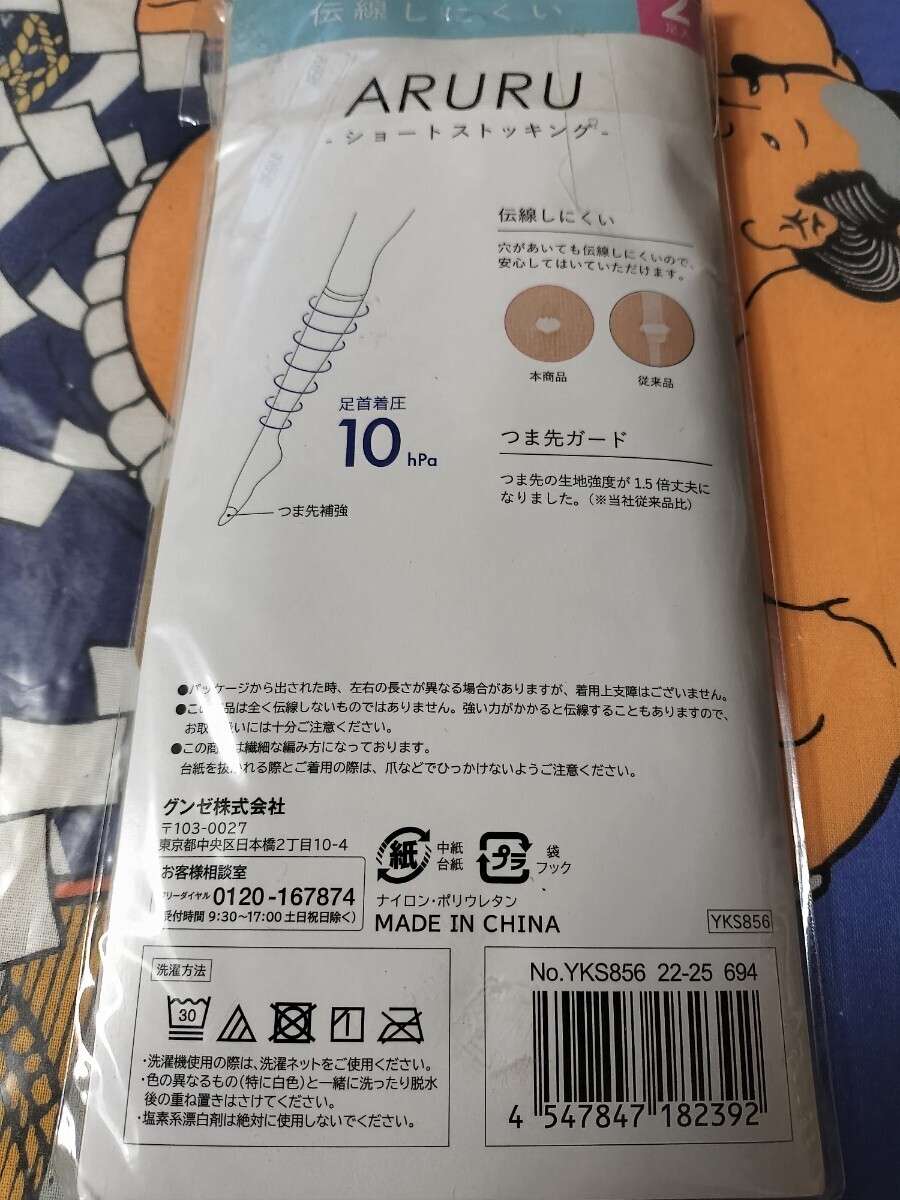 伝線しにくい
2
足入
ARURU
- ショートストッキング -
伝線しにくい
穴があいても伝線しにくいので、
安心してはいていただけます。
本商品 従来品
足首着圧
10 hPa
つま先補強
つま先ガード
つま先の生地強度が1.5倍丈夫に
なりました。(※当社従来品比)
●パッケージから出された時、左右の長さが異なる場合がありますが、着用上支障はございません。
●この 品は全く伝線しないものではありません。強い力がかかると伝線することもありますので、
お取 扱いには十分ご注意ください。
●この商 は繊細な編み方になっております。
台紙を抜かれる際とご着用の際は、爪などでひっかけないようご注意ください。
グンゼ株式会社
〒103-0027
東京都中央区日本橋2丁目10-4
お客様相談室
フリーダイヤル 0120-167874
受付時間 9:30〜17:00 土日祝日除く)
紙 中紙 台紙
プラ 袋 フック
ナイロン・ポリウレタン
MADE IN CHINA
YKS856
洗濯方法
30
・洗濯機使用の際は、洗濯ネットをご使用ください。
・色の異なるもの(特に白色)と一緒に洗ったり脱水
後の重ね置きはさけてください。
・塩素系漂白剤は絶対に使用しないでください。
No.YKS856 22-25 694
4 547847 182392